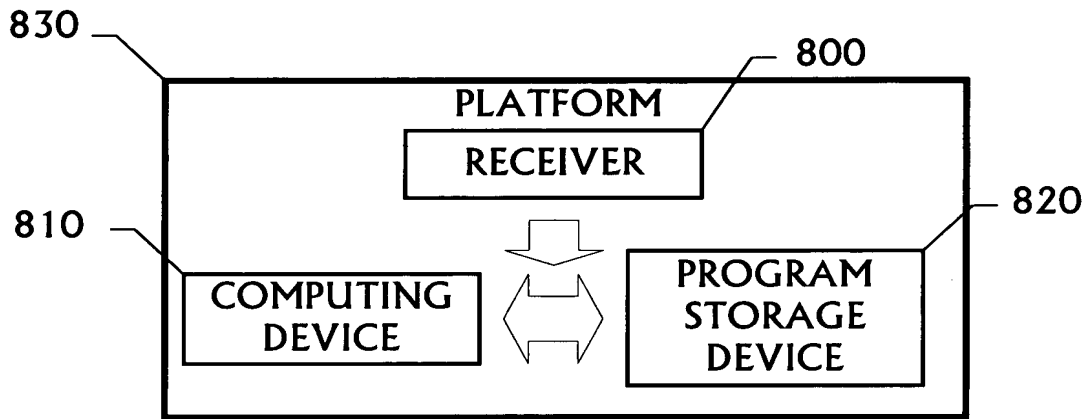 830
800
PLATFORM
RECEIVER
810
820
COMPUTING
DEVICE
PROGRAM
STORAGE
DEVICE